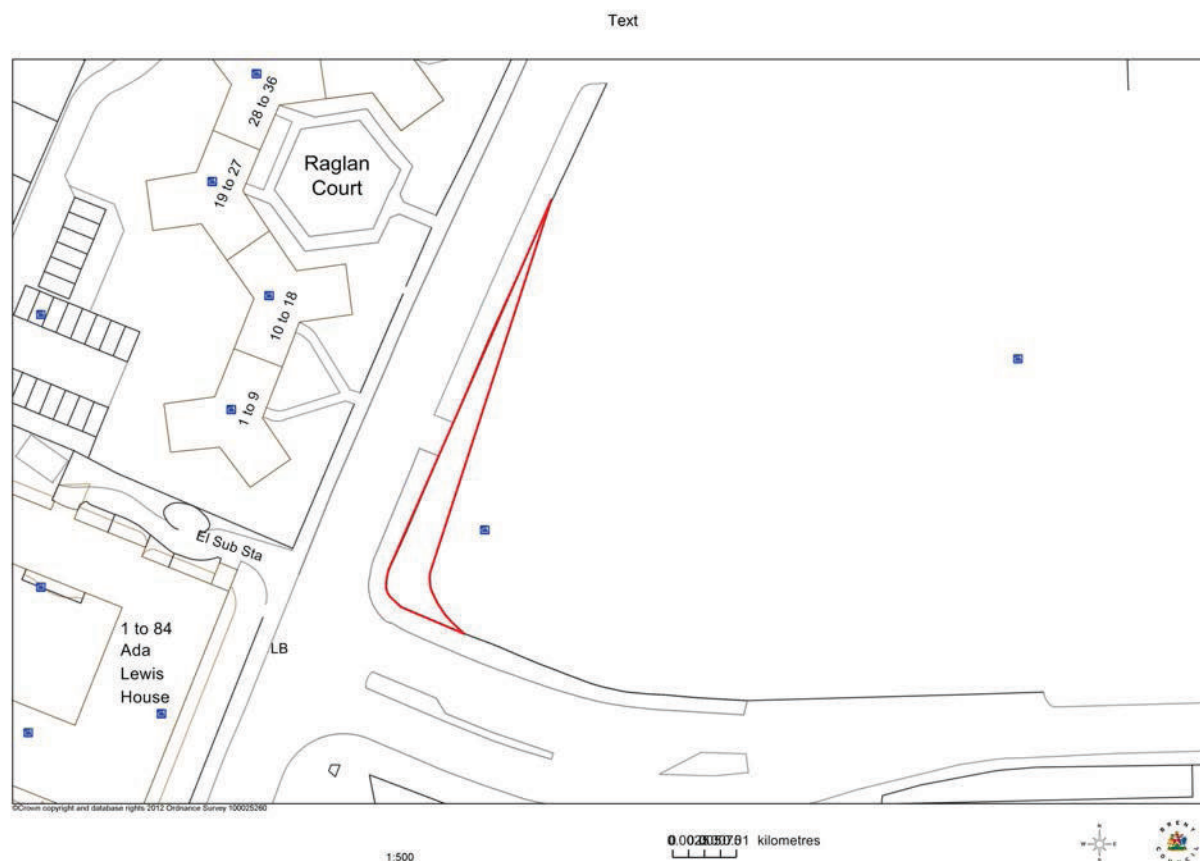 Text
28 to 36
Raglan
Court
19 to 27
10 to 18
1 to 9
El Sub Sta
1 to 84
Ada
Lewis
House
LB
©Crown copyright and database rights 2012 Ordnance Survey 100025260
kilometres
1:500
N
W
E
S
BRENT